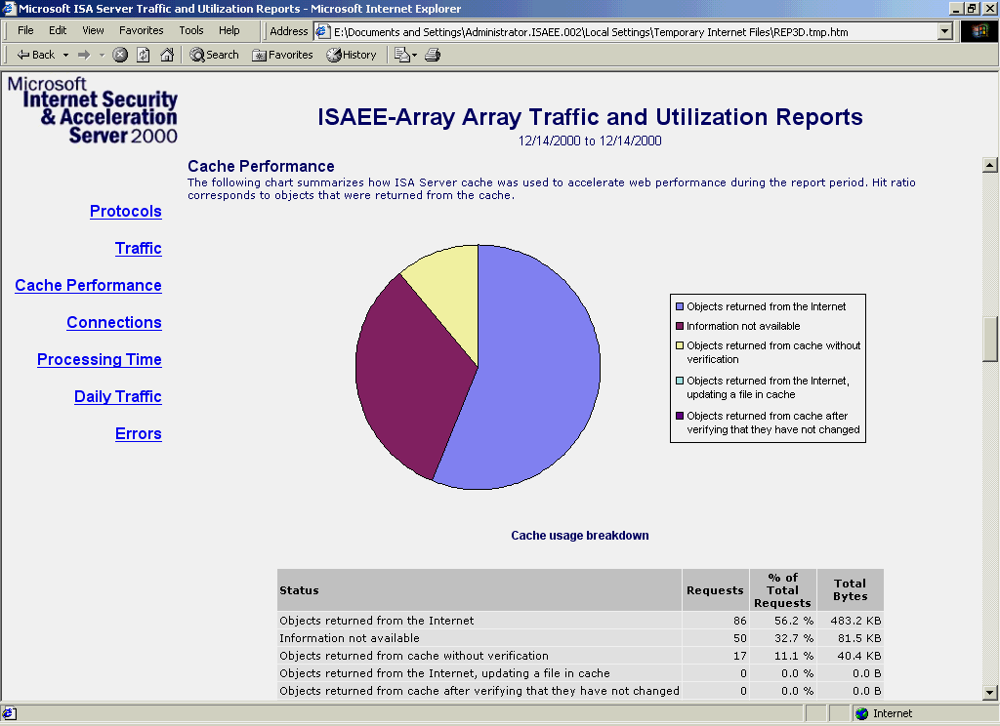 Microsoft ISA Server Traffic and Utilization Reports - Microsoft Internet Explorer
File Edit View Favorites Tools Help
Address E:\Documents and Settings\Administrator.ISAEE.002\Local Settings\Temporary Internet Files\REP3D.tmp.htm
Back Search Favorites History
Microsoft
Internet Security
& Acceleration
Server 2000
ISAEE-Array Array Traffic and Utilization Reports
12/14/2000 to 12/14/2000
Protocols
Traffic
Cache Performance
Connections
Processing Time
Daily Traffic
Errors
Cache Performance
The following chart summarizes how ISA Server cache was used to accelerate web performance during the report period. Hit ratio
corresponds to objects that were returned from the cache.
Objects returned from the Internet
Information not available
Objects returned from cache without
verification
Objects returned from the Internet,
updating a file in cache
Objects returned from cache after
verifying that they have not changed
Cache usage breakdown
Status Requests % of Total Requests Total Bytes
Objects returned from the Internet 86 56.2 % 483.2 KB
Information not available 50 32.7 % 81.5 KB
Objects returned from cache without verification 17 11.1 % 40.4 KB
Objects returned from the Internet, updating a file in cache 0 0.0 % 0.0 B
Objects returned from cache after verifying that they have not changed 0 0.0 % 0.0 B
Internet